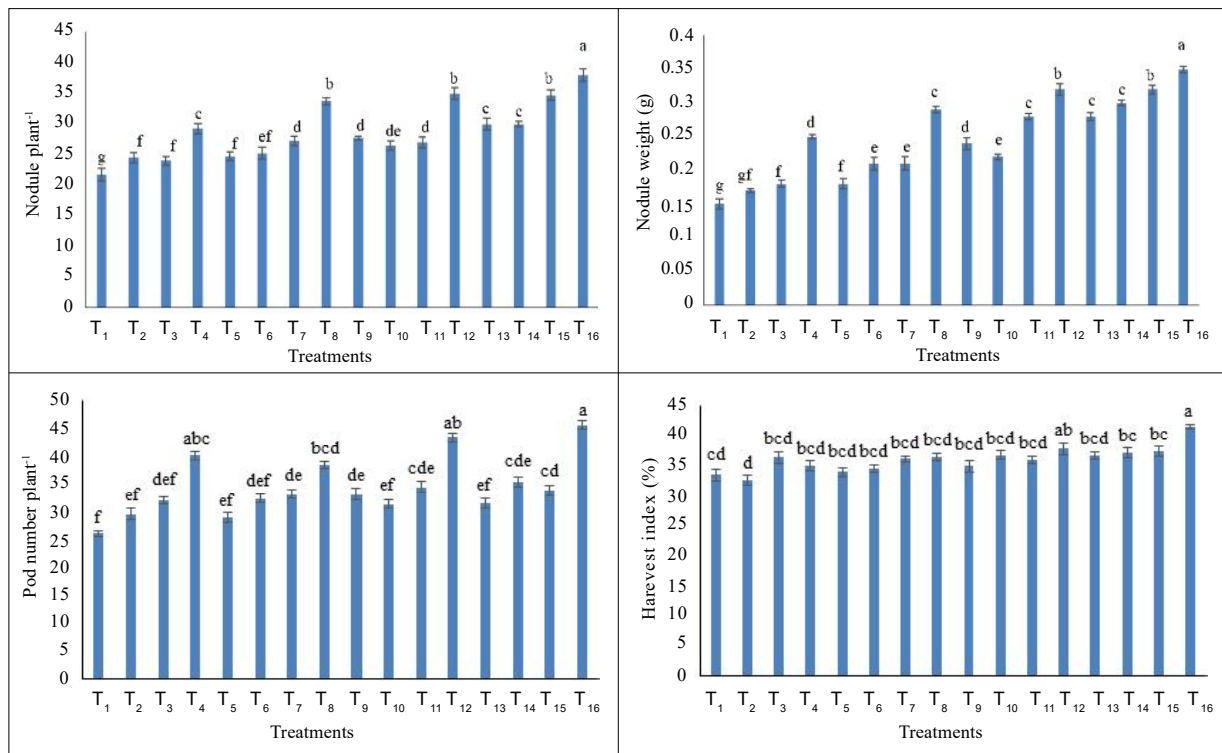 45
40
35
30
25
20
15
10
5
0
Nodule plant⁻¹
g f f c f ef d b d de d b c c b a
T₁ T₂ T₃ T₄ T₅ T₆ T₇ T₈ T₉ T₁₀ T₁₁ T₁₂ T₁₃ T₁₄ T₁₅ T₁₆
Treatments
0.4
0.35
0.3
0.25
0.2
0.15
0.1
0.05
0
Nodule weight (g)
g gf f d f e e c d e c b c c b a
T₁ T₂ T₃ T₄ T₅ T₆ T₇ T₈ T₉ T₁₀ T₁₁ T₁₂ T₁₃ T₁₄ T₁₅ T₁₆
Treatments
50
45
40
35
30
25
20
15
10
5
0
Pod number plant⁻¹
f ef def abc ef def de bcd de ef cde ab ef cde cd a
T₁ T₂ T₃ T₄ T₅ T₆ T₇ T₈ T₉ T₁₀ T₁₁ T₁₂ T₁₃ T₁₄ T₁₅ T₁₆
Treatments
45
40
35
30
25
20
15
10
5
0
Harevest index (%)
cd d bcd bcd bcd bcd bcd bcd bcd bcd bcd ab bcd bc bc a
T₁ T₂ T₃ T₄ T₅ T₆ T₇ T₈ T₉ T₁₀ T₁₁ T₁₂ T₁₃ T₁₄ T₁₅ T₁₆
Treatments